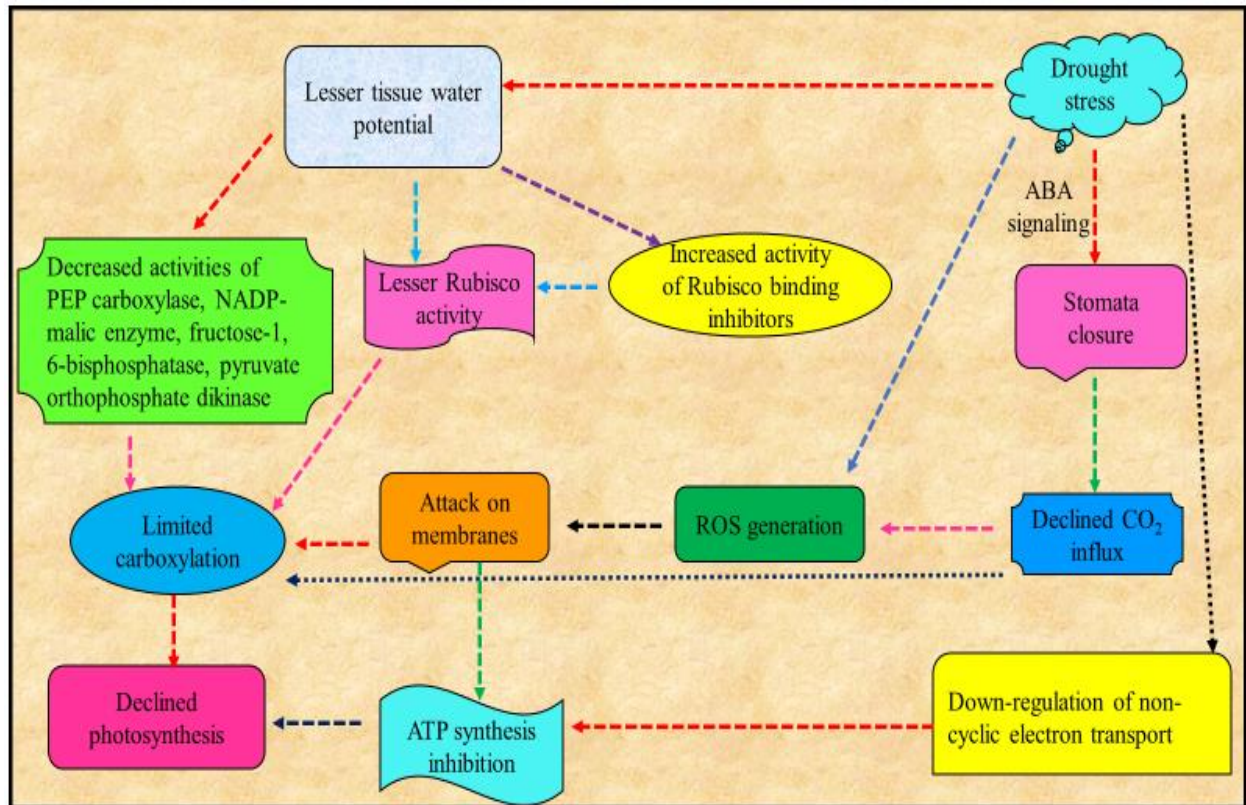 Lesser tissue water
potential
Drought
stress
ABA
signaling
Decreased activities of
PEP carboxylase, NADP-
malic enzyme, fructose-1,
6-bisphosphatase, pyruvate
orthophosphate dikinase
Lesser Rubisco
activity
Increased activity
of Rubisco binding
inhibitors
Stomata
closure
Limited
carboxylation
Attack on
membranes
ROS generation
Declined CO₂
influx
Declined
photosynthesis
ATP synthesis
inhibition
Down-regulation of non-
cyclic electron transport